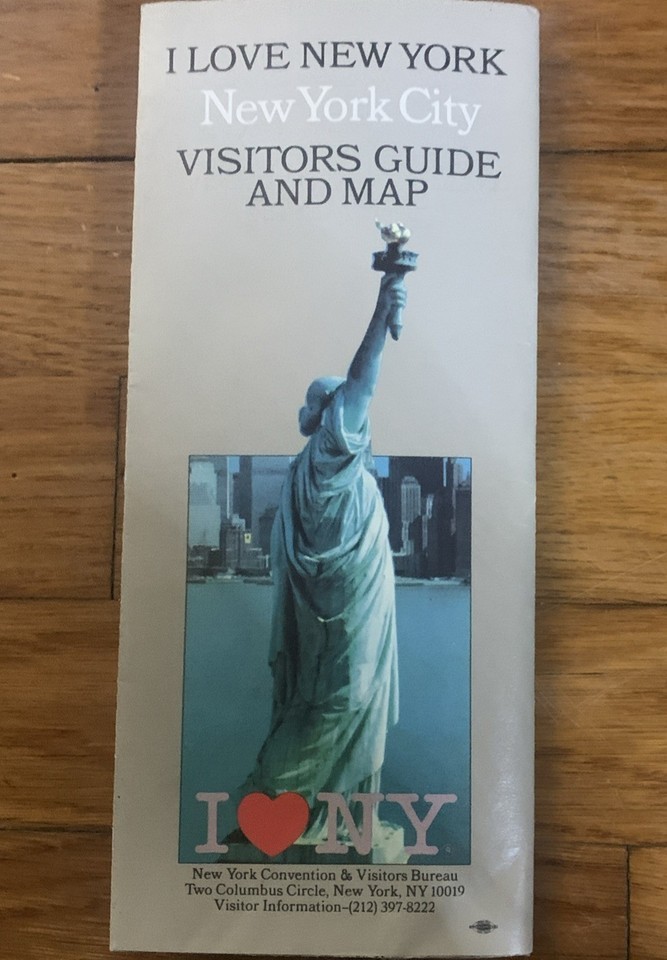 I LOVE NEW YORK
New York City
VISITORS GUIDE
AND MAP
I ❤ NY®
New York Convention & Visitors Bureau
Two Columbus Circle, New York, NY 10019
Visitor Information–(212) 397-8222